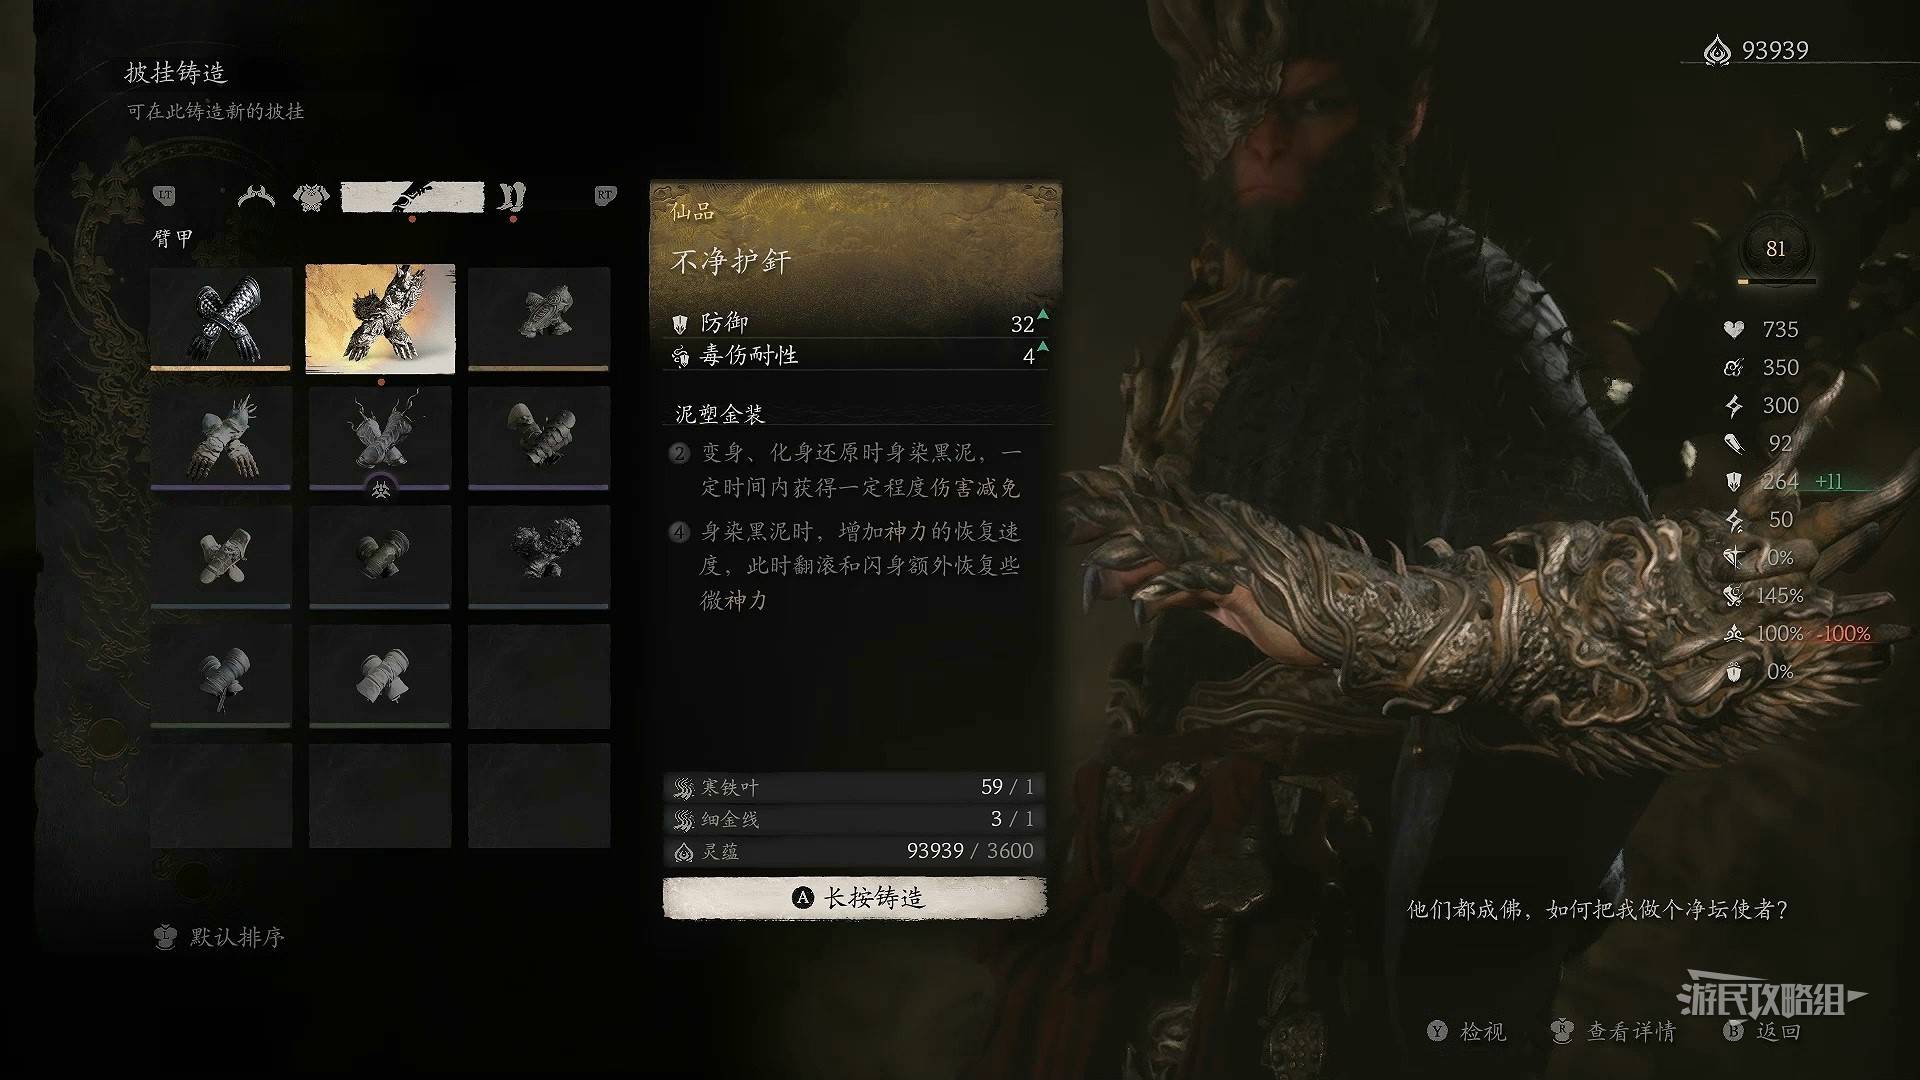 披挂铸造
可在此铸造新的披挂
93939
LT
RT
臂甲
仙品
不净护釬
防御 32
毒伤耐性 4
泥塑金装
2 变身、化身还原时身染黑泥，一
定时间内获得一定程度伤害减免
4 身染黑泥时，增加神力的恢复速
度，此时翻滚和闪身额外恢复些
微神力
寒铁叶 59 / 1
细金线 3 / 1
灵蕴 93939 / 3600
A 长按铸造
默认排序
81
735
350
300
92
264 +11
50
0%
145%
100% -100%
0%
他们都成佛，如何把我做个净坛使者？
游民攻略组
Y 检视
R 查看详情
B 返回